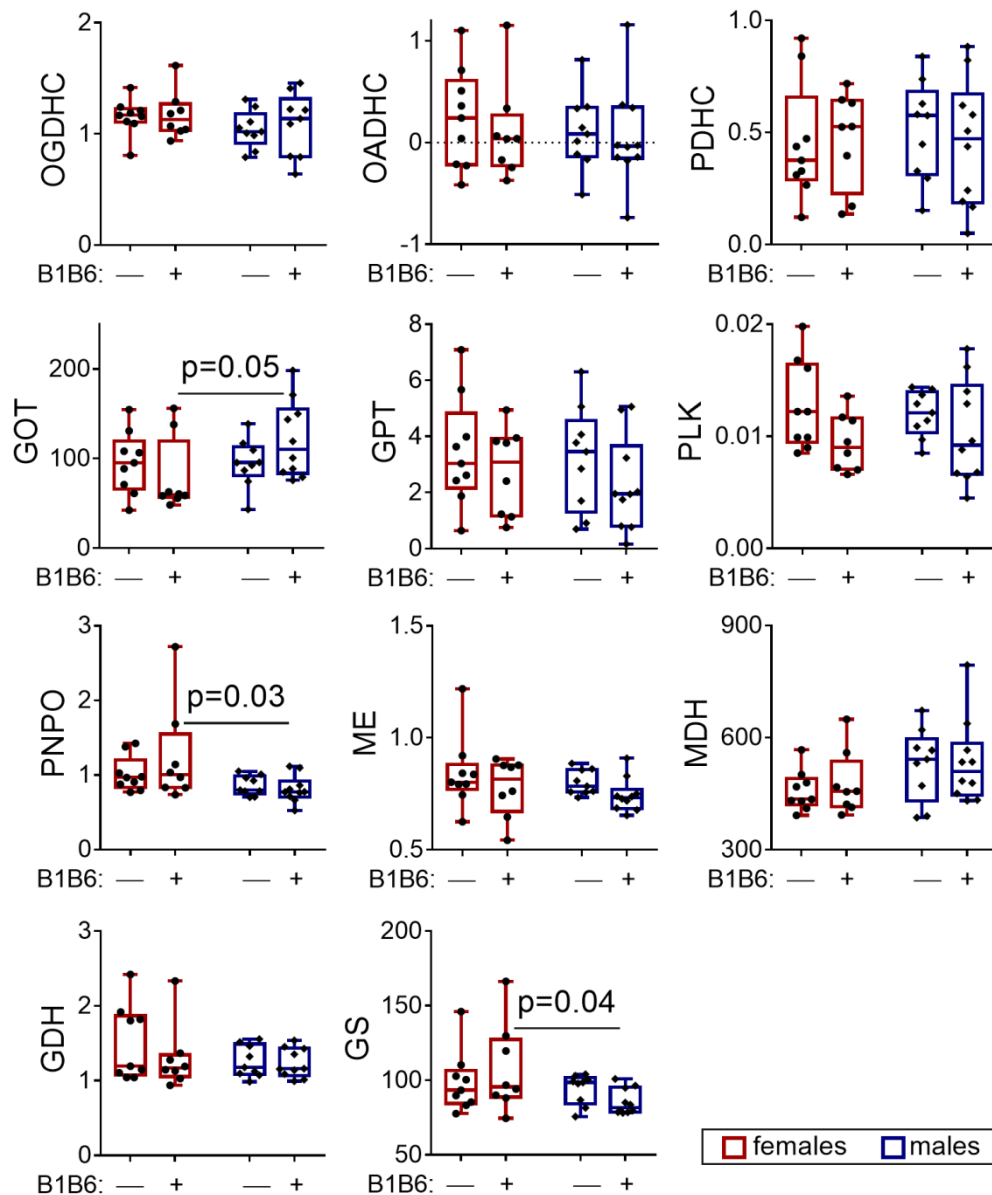 OGDHC
2
1
0
B1B6: — + — +
OADHC
1
0
-1
B1B6: — + — +
PDHC
1.0
0.5
0.0
B1B6: — + — +
GOT
200
100
0
p=0.05
B1B6: — + — +
GPT
8
6
4
2
0
B1B6: — + — +
PLK
0.02
0.01
0.00
B1B6: — + — +
PNPO
3
2
1
0
p=0.03
B1B6: — + — +
ME
1.5
1.0
0.5
B1B6: — + — +
MDH
900
600
300
B1B6: — + — +
GDH
3
2
1
0
B1B6: — + — +
GS
200
150
100
50
p=0.04
B1B6: — + — +
females males